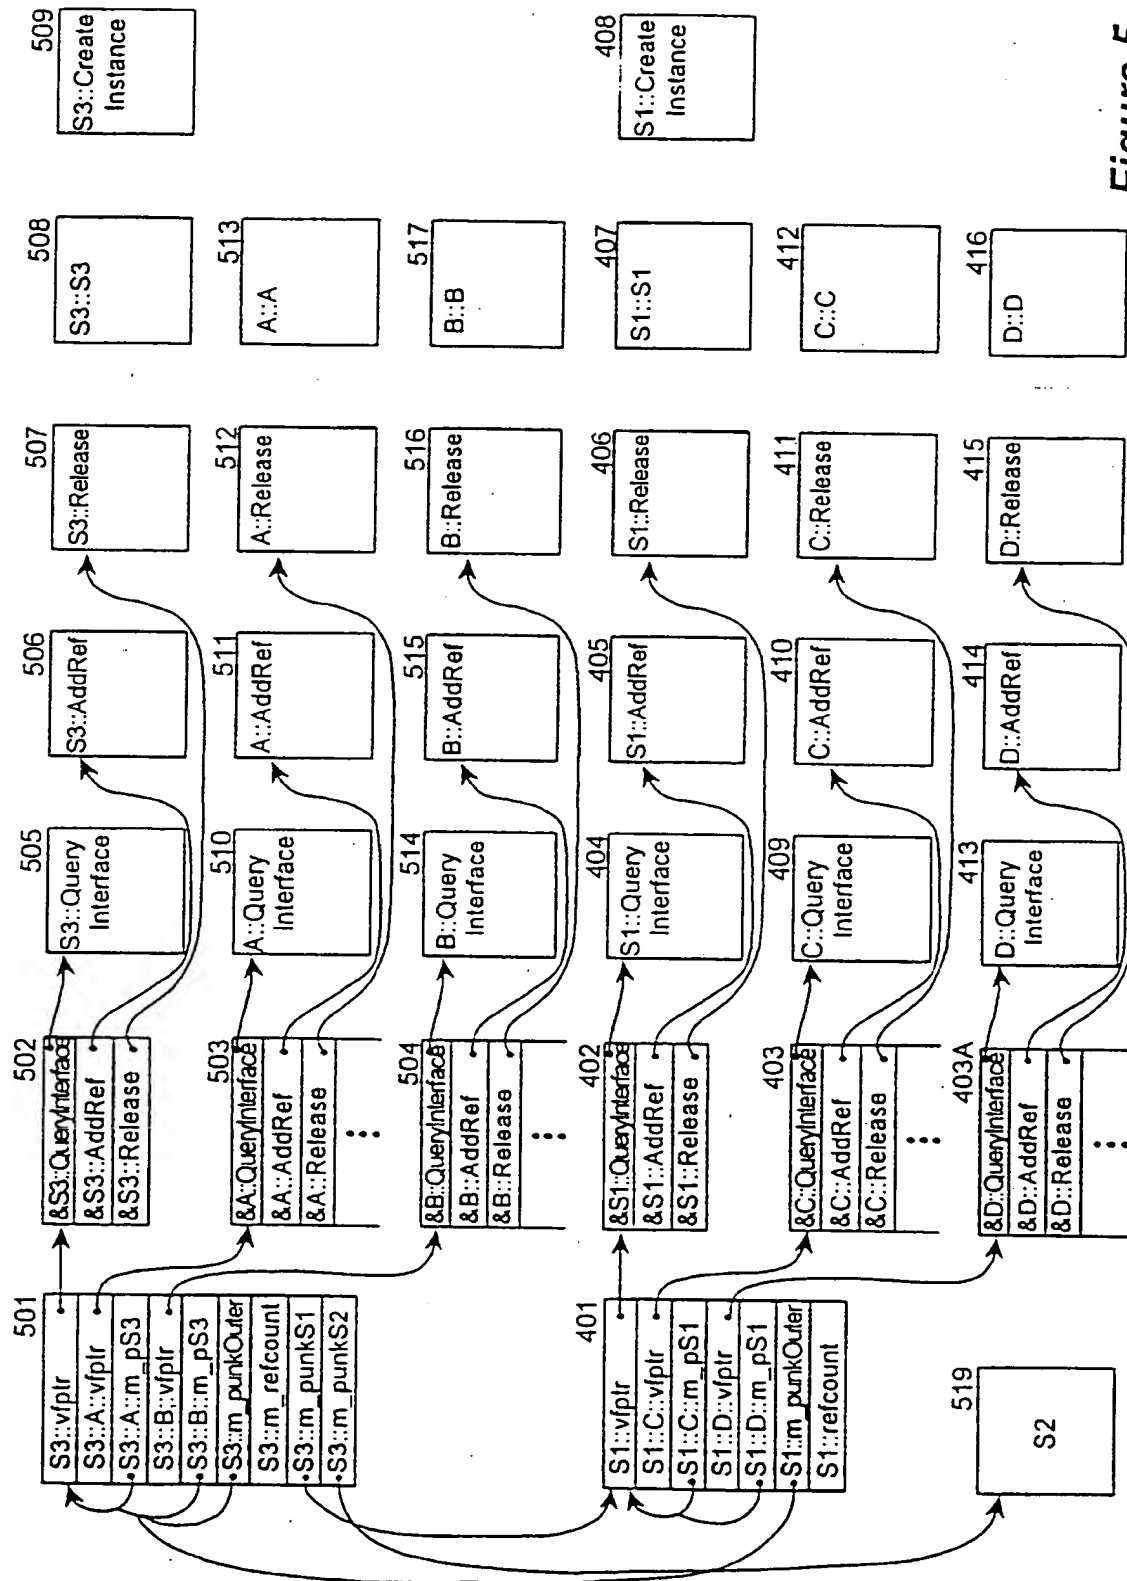 501
S3::vfptr
S3::A::vfptr
S3::A::m_pS3
S3::B::vfptr
S3::B::m_pS3
S3::m_punkOuter
S3::m_refcount
S3::m_punkS1
S3::m_punkS2
502
&S3::QueryInterface
&S3::AddRef
&S3::Release
505
S3::Query
Interface
506
S3::AddRef
507
S3::Release
508
S3::S3
509
S3::Create
Instance
503
&A::QueryInterface
&A::AddRef
&A::Release
510
A::Query
Interface
511
A::AddRef
512
A::Release
513
A::A
504
&B::QueryInterface
&B::AddRef
&B::Release
514
B::Query
Interface
515
B::AddRef
516
B::Release
517
B::B
401
S1::vfptr
S1::C::vfptr
S1::C::m_pS1
S1::D::vfptr
S1::D::m_pS1
S1::m_punkOuter
S1::refcount
402
&S1::QueryInterface
&S1::AddRef
&S1::Release
404
S1::Query
Interface
405
S1::AddRef
406
S1::Release
407
S1::S1
408
S1::Create
Instance
403
&C::QueryInterface
&C::AddRef
&C::Release
409
C::Query
Interface
410
C::AddRef
411
C::Release
412
C::C
519
S2
403A
&D::QueryInterface
&D::AddRef
&D::Release
413
D::Query
Interface
414
D::AddRef
415
D::Release
416
D::D
Figure 5